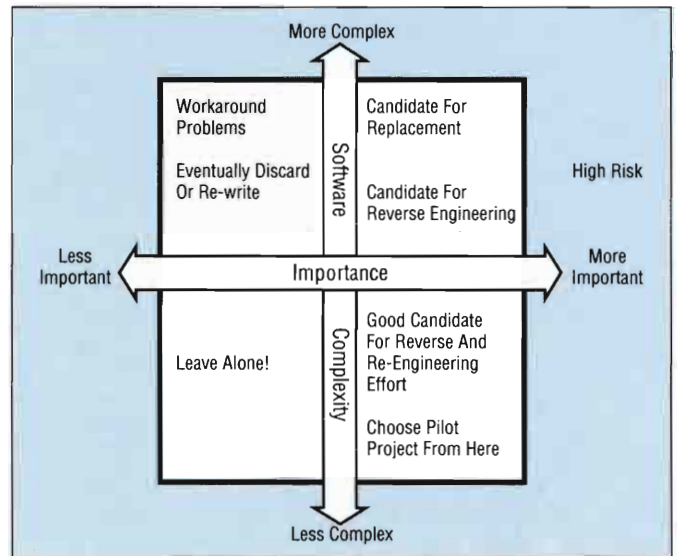 More Complex
Workaround
Problems
Eventually Discard
Or Re-write
Software
Candidate For
Replacement
Candidate For
Reverse Engineering
High Risk
Less
Important
Importance
More
Important
Leave Alone!
Complexity
Good Candidate
For Reverse And
Re-Engineering
Effort
Choose Pilot
Project From Here
Less Complex